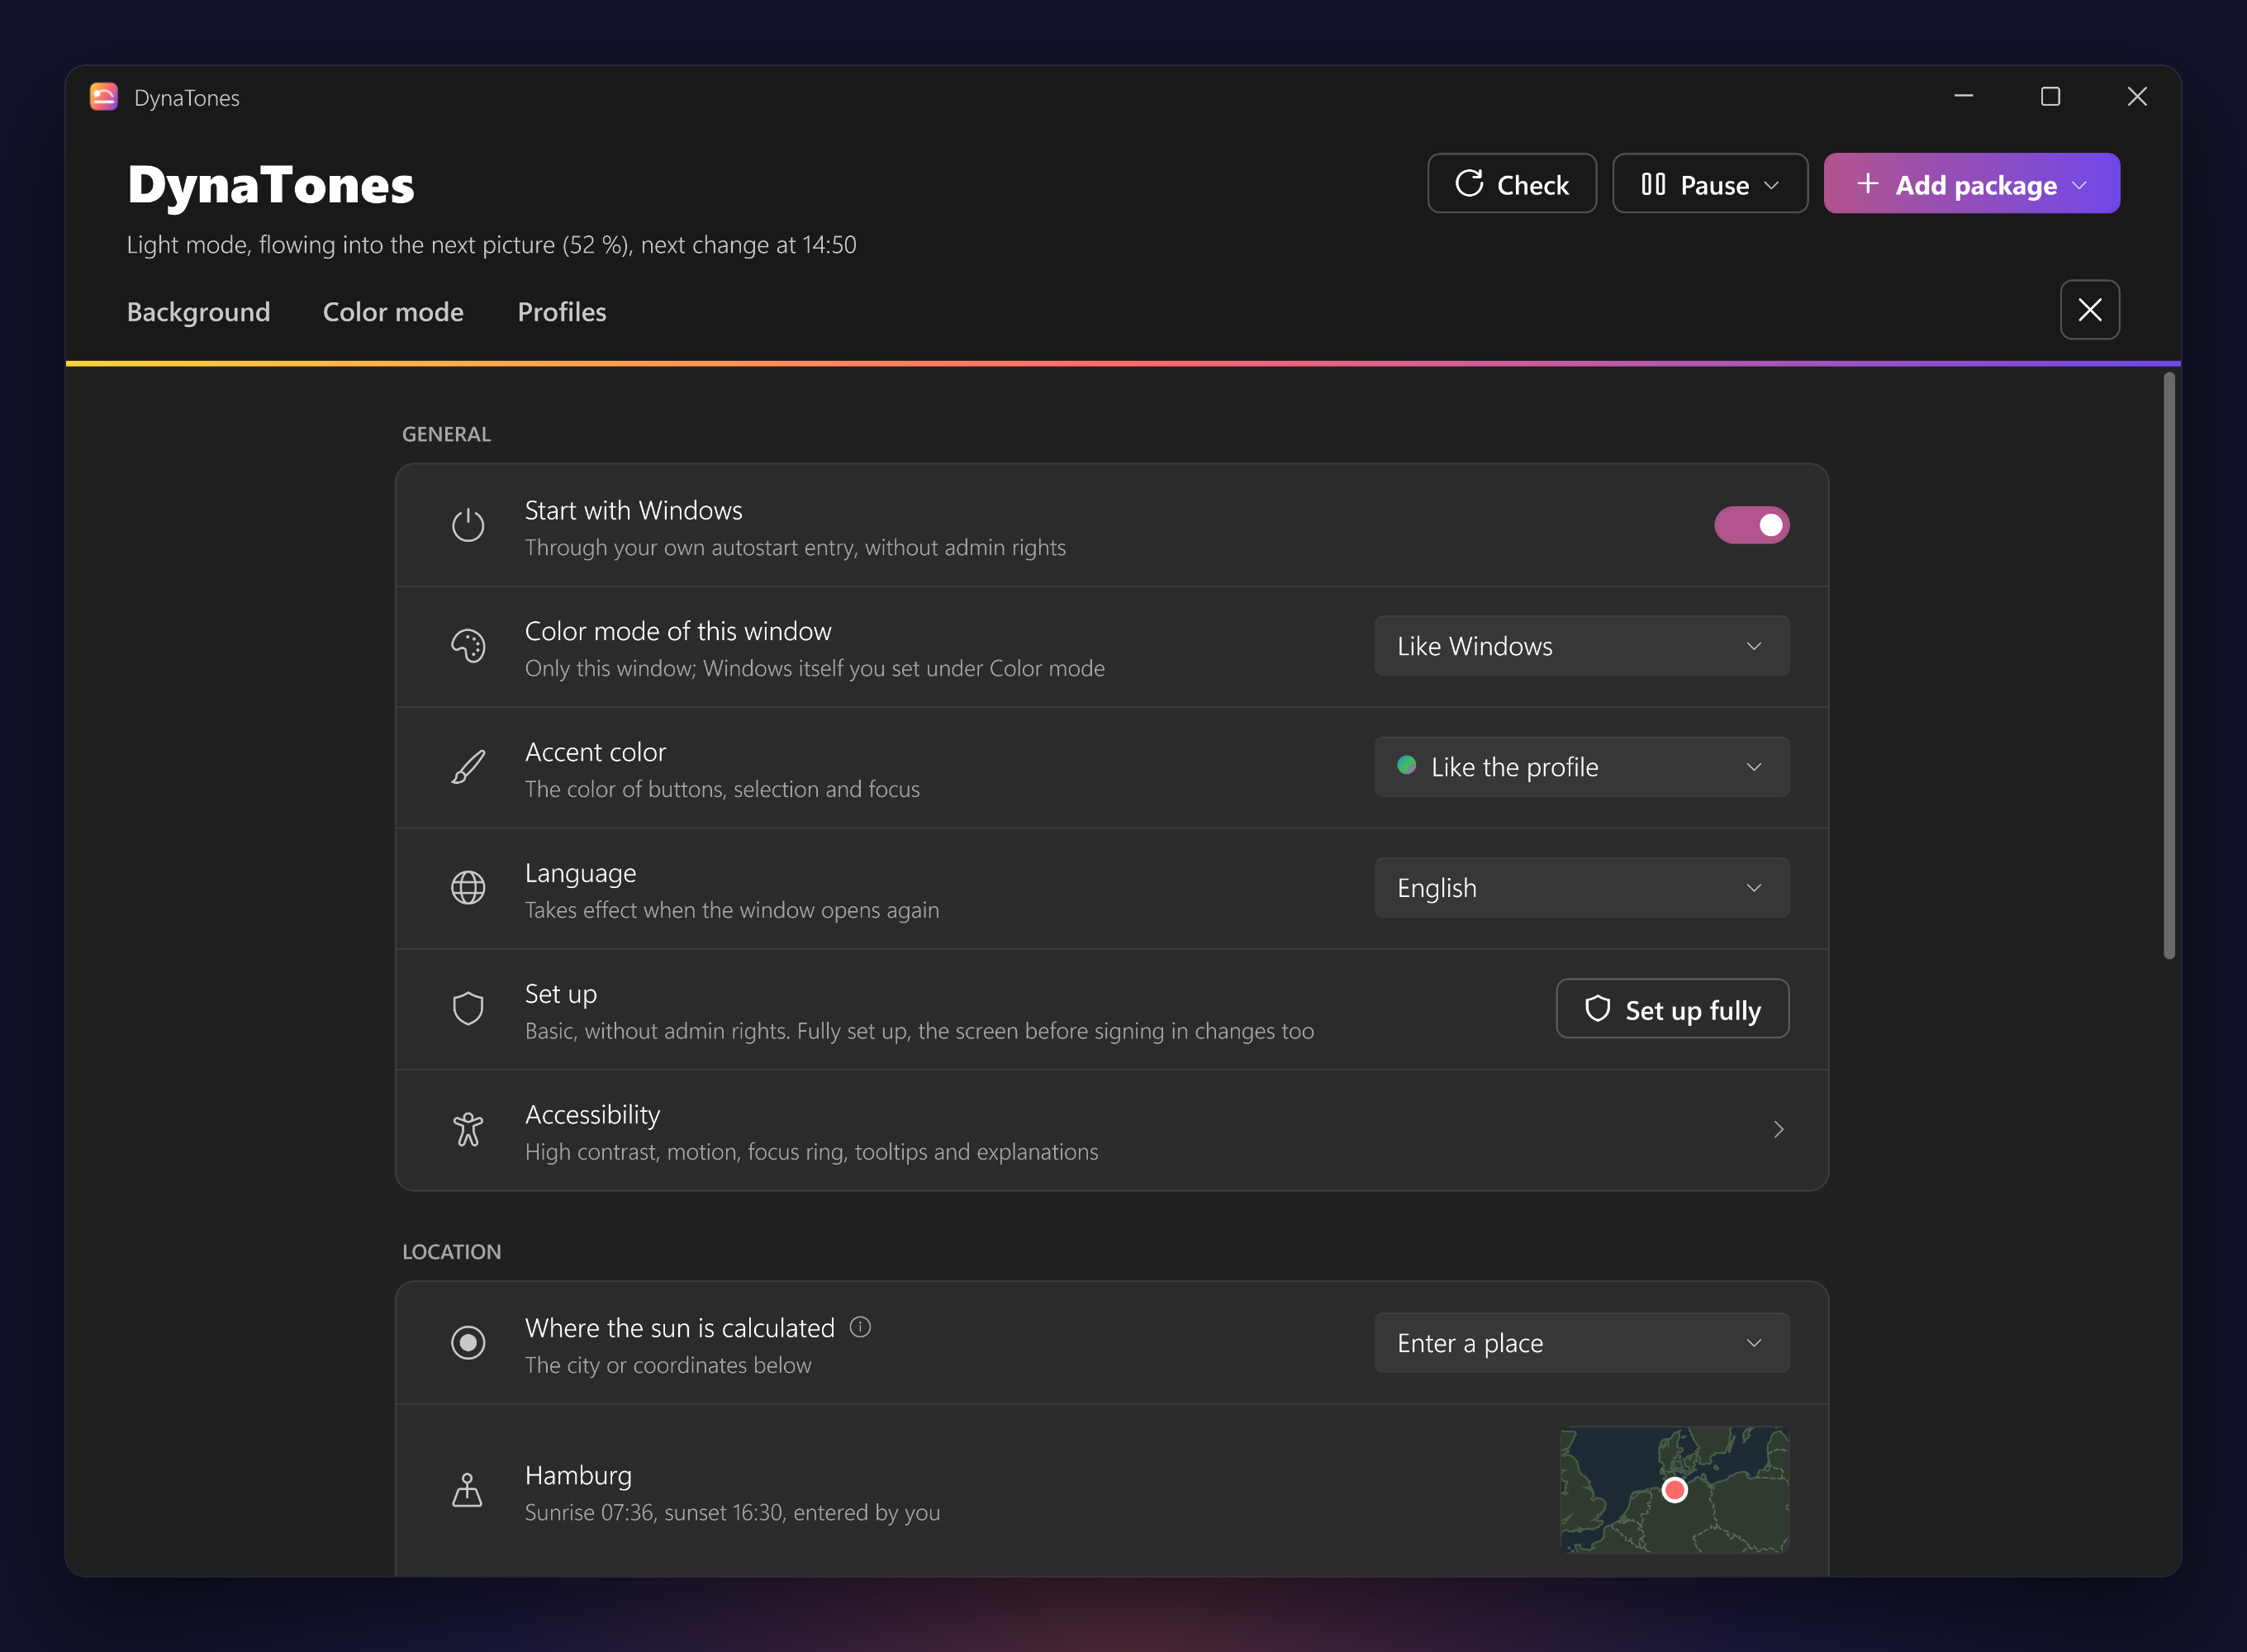 DynaTones
DynaTones
Check
Pause
Add package
Light mode, flowing into the next picture (52 %), next change at 14:50
Background
Color mode
Profiles
GENERAL
Start with Windows
Through your own autostart entry, without admin rights
Color mode of this window
Only this window; Windows itself you set under Color mode
Like Windows
Accent color
The color of buttons, selection and focus
Like the profile
Language
Takes effect when the window opens again
English
Set up
Basic, without admin rights. Fully set up, the screen before signing in changes too
Set up fully
Accessibility
High contrast, motion, focus ring, tooltips and explanations
LOCATION
Where the sun is calculated
The city or coordinates below
Enter a place
Hamburg
Sunrise 07:36, sunset 16:30, entered by you